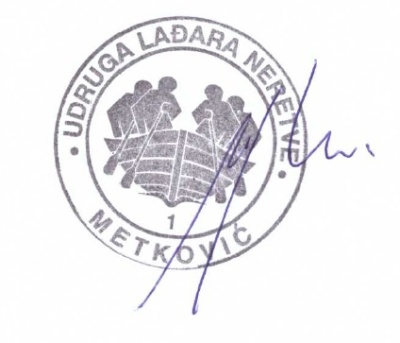 UDRUGA LAĐARA NERETVE
1
METKOVIĆ